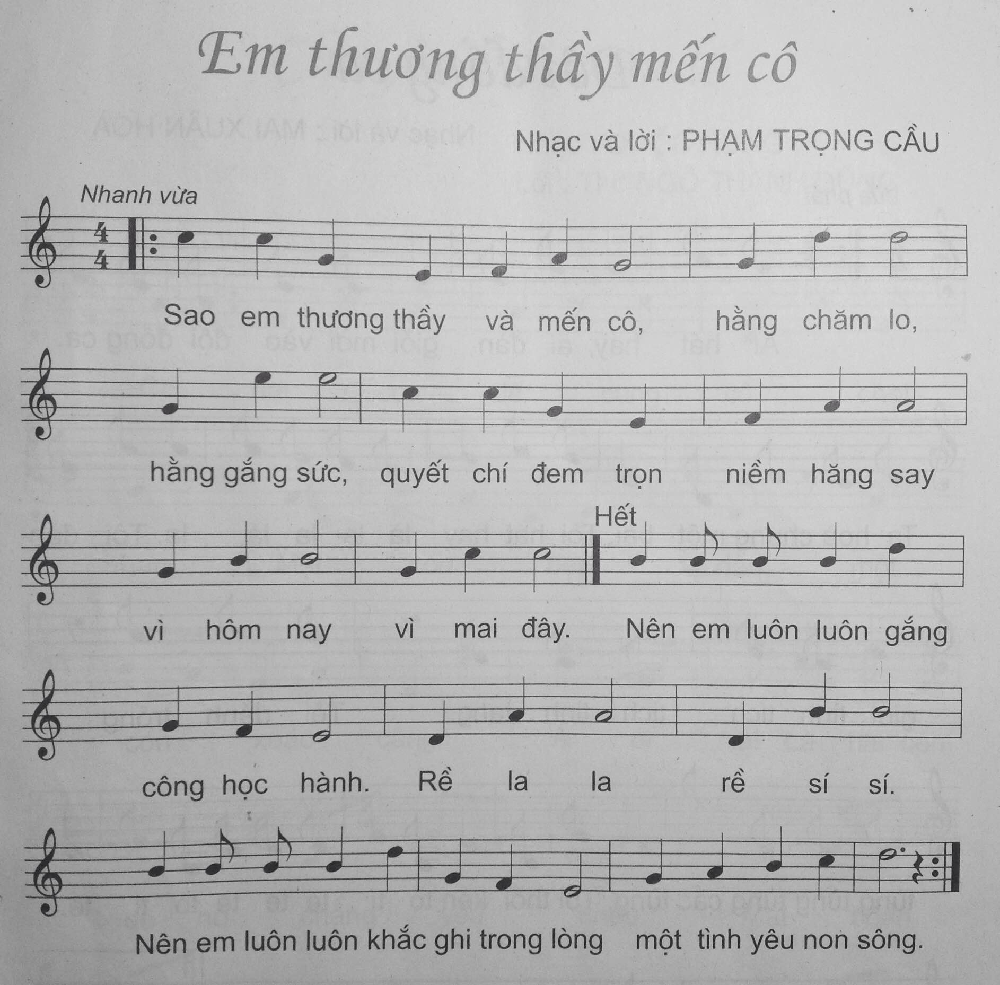 Em thương thầy mến cô
Nhạc và lời : PHẠM TRỌNG CẦU
Nhanh vừa
4
4
Sao em thương thầy và mến cô, hằng chăm lo,
hằng gắng sức, quyết chí đem trọn niềm hăng say
Hết
vì hôm nay vì mai đây. Nên em luôn luôn gắng
công học hành. Rề la la rề sí sí.
Nên em luôn luôn khắc ghi trong lòng một tình yêu non sông.